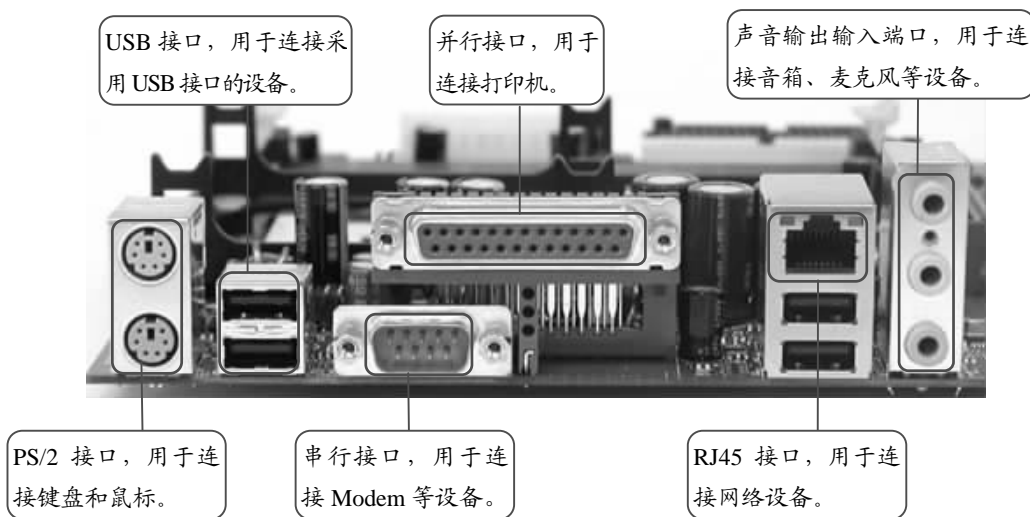 USB 接口，用于连接采
用 USB 接口的设备。
并行接口，用于
连接打印机。
声音输出输入端口，用于连
接音箱、麦克风等设备。
PS/2 接口，用于连
接键盘和鼠标。
串行接口，用于连
接 Modem 等设备。
RJ45 接口，用于连
接网络设备。